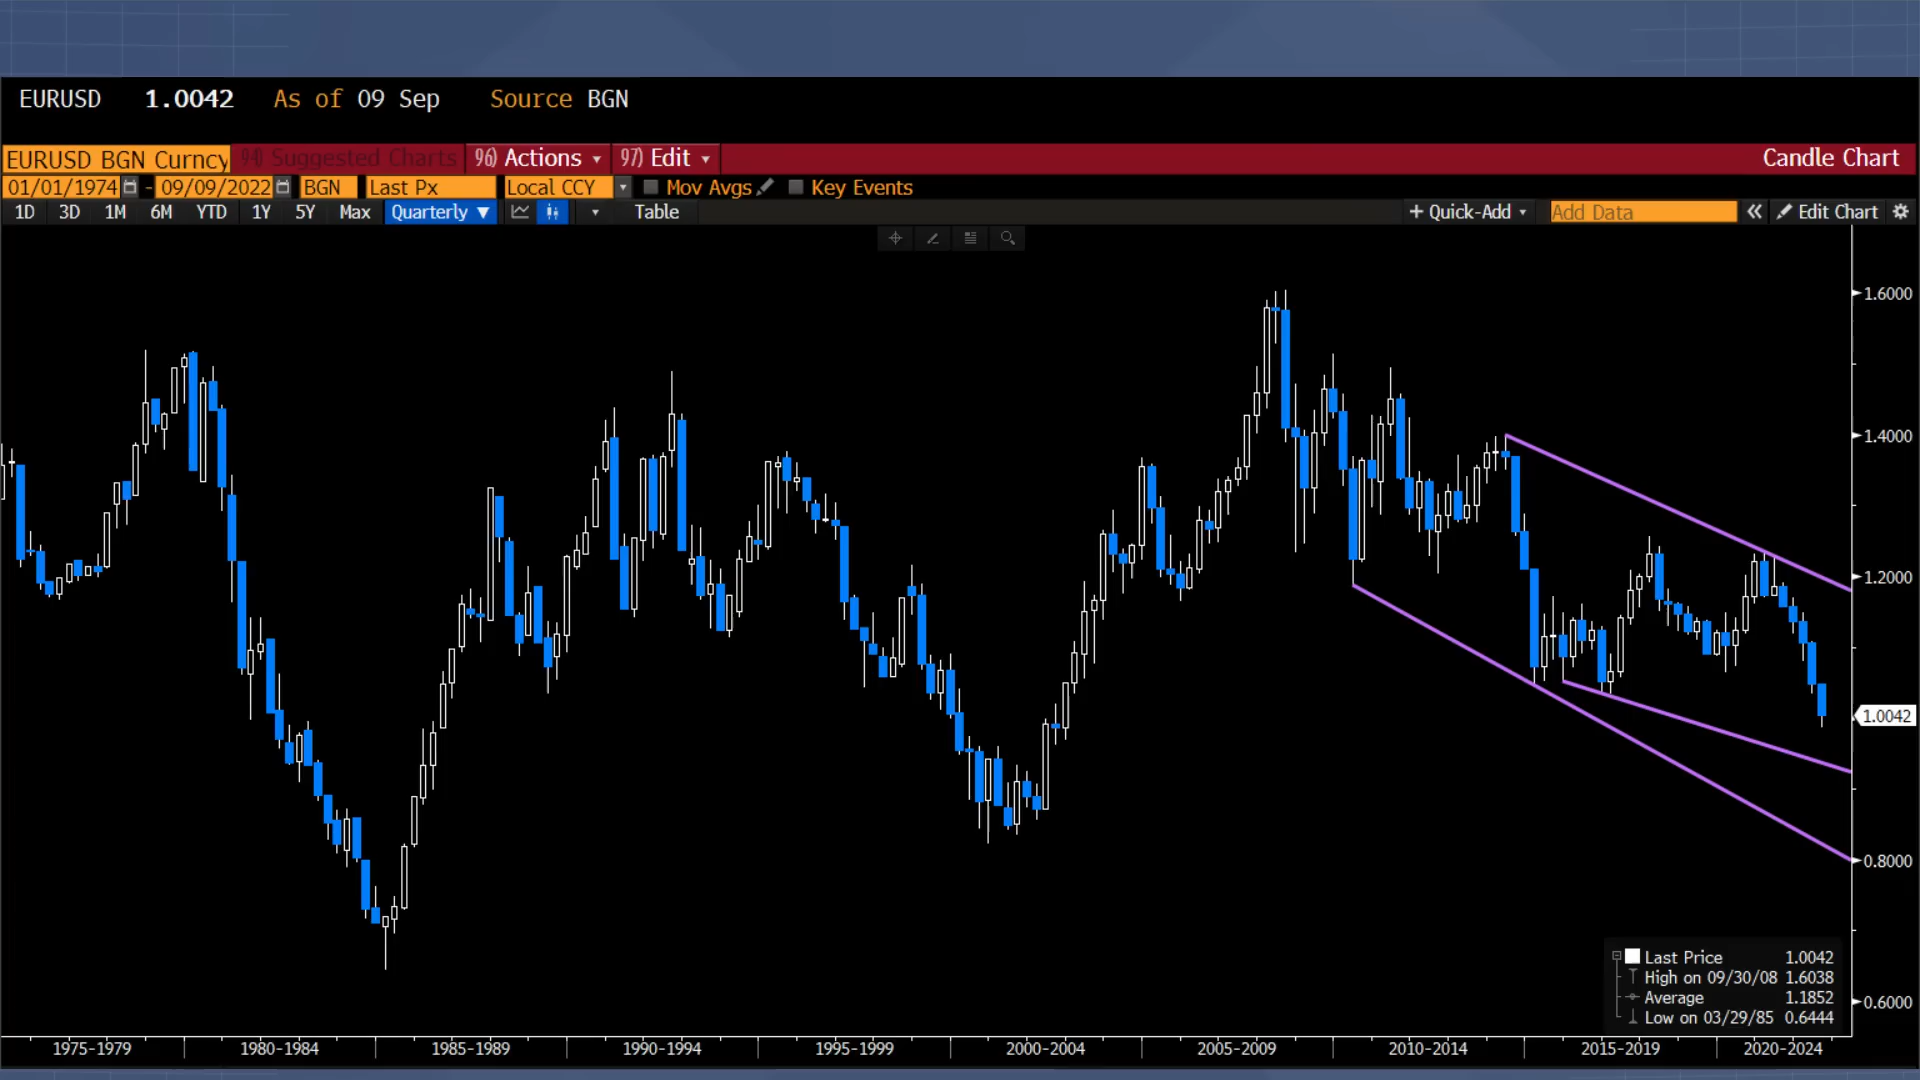 EURUSD 1.0042 As of 09 Sep Source BGN
EURUSD BGN Curncy 94) Suggested Charts 96) Actions 97) Edit Candle Chart
01/01/1974 - 09/09/2022 BGN Last Px Local CCY Mov Avgs Key Events
1D 3D 1M 6M YTD 1Y 5Y Max Quarterly ▼ Table + Quick-Add Add Data « Edit Chart
1.6000
1.4000
1.2000
1.0042
0.8000
0.6000
Last Price 1.0042
High on 09/30/08 1.6038
Average 1.1852
Low on 03/29/85 0.6444
1975-1979 1980-1984 1985-1989 1990-1994 1995-1999 2000-2004 2005-2009 2010-2014 2015-2019 2020-2024